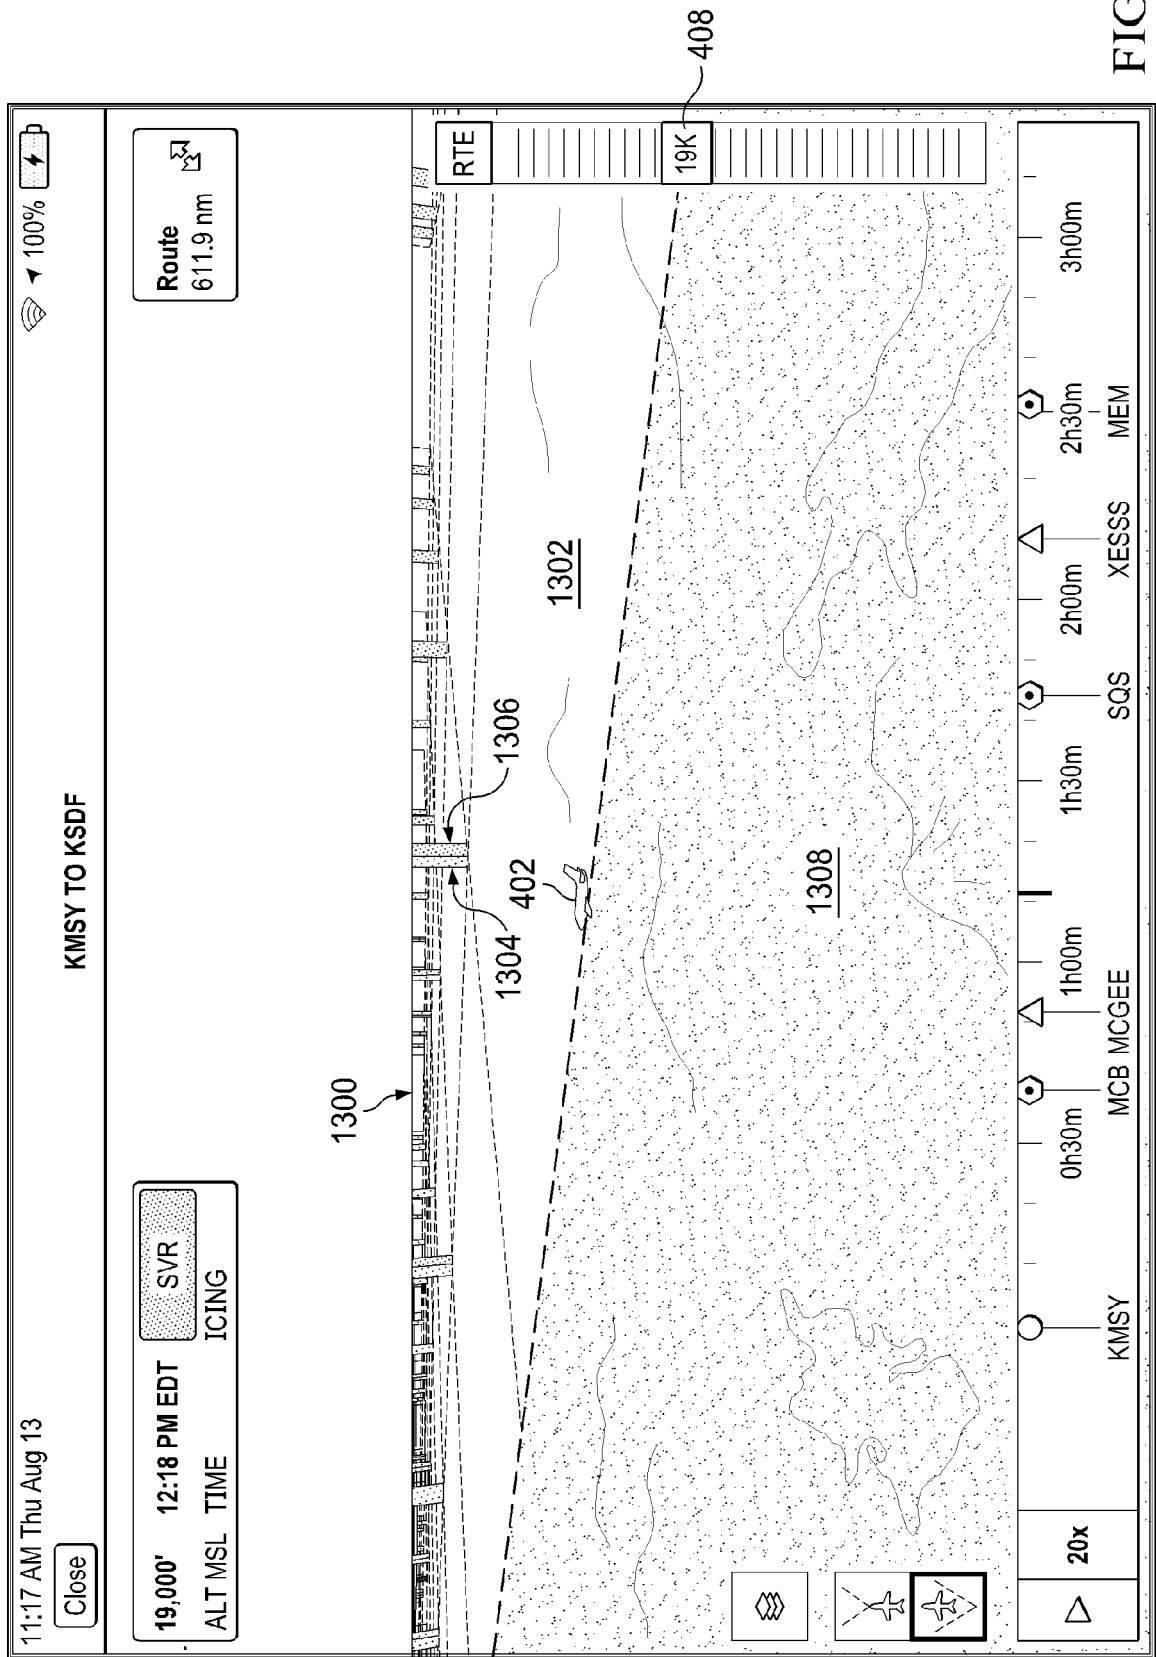 11:17 AM Thu Aug 13
100%
Close
KMSY TO KSDF
19,000' 12:18 PM EDT SVR
ALT MSL TIME ICING
Route
611.9 nm
1300
RTE
1304
1306
402
1302
19K
408
1308
20x
0h30m 1h00m 1h30m 2h00m 2h30m 3h00m
KMSY MCB MCGEE SQS XESSS MEM
FIG